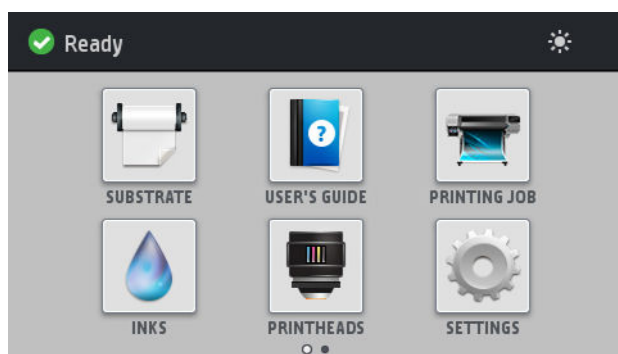 Ready
SUBSTRATE USER'S GUIDE PRINTING JOB
?
INKS PRINTHEADS SETTINGS